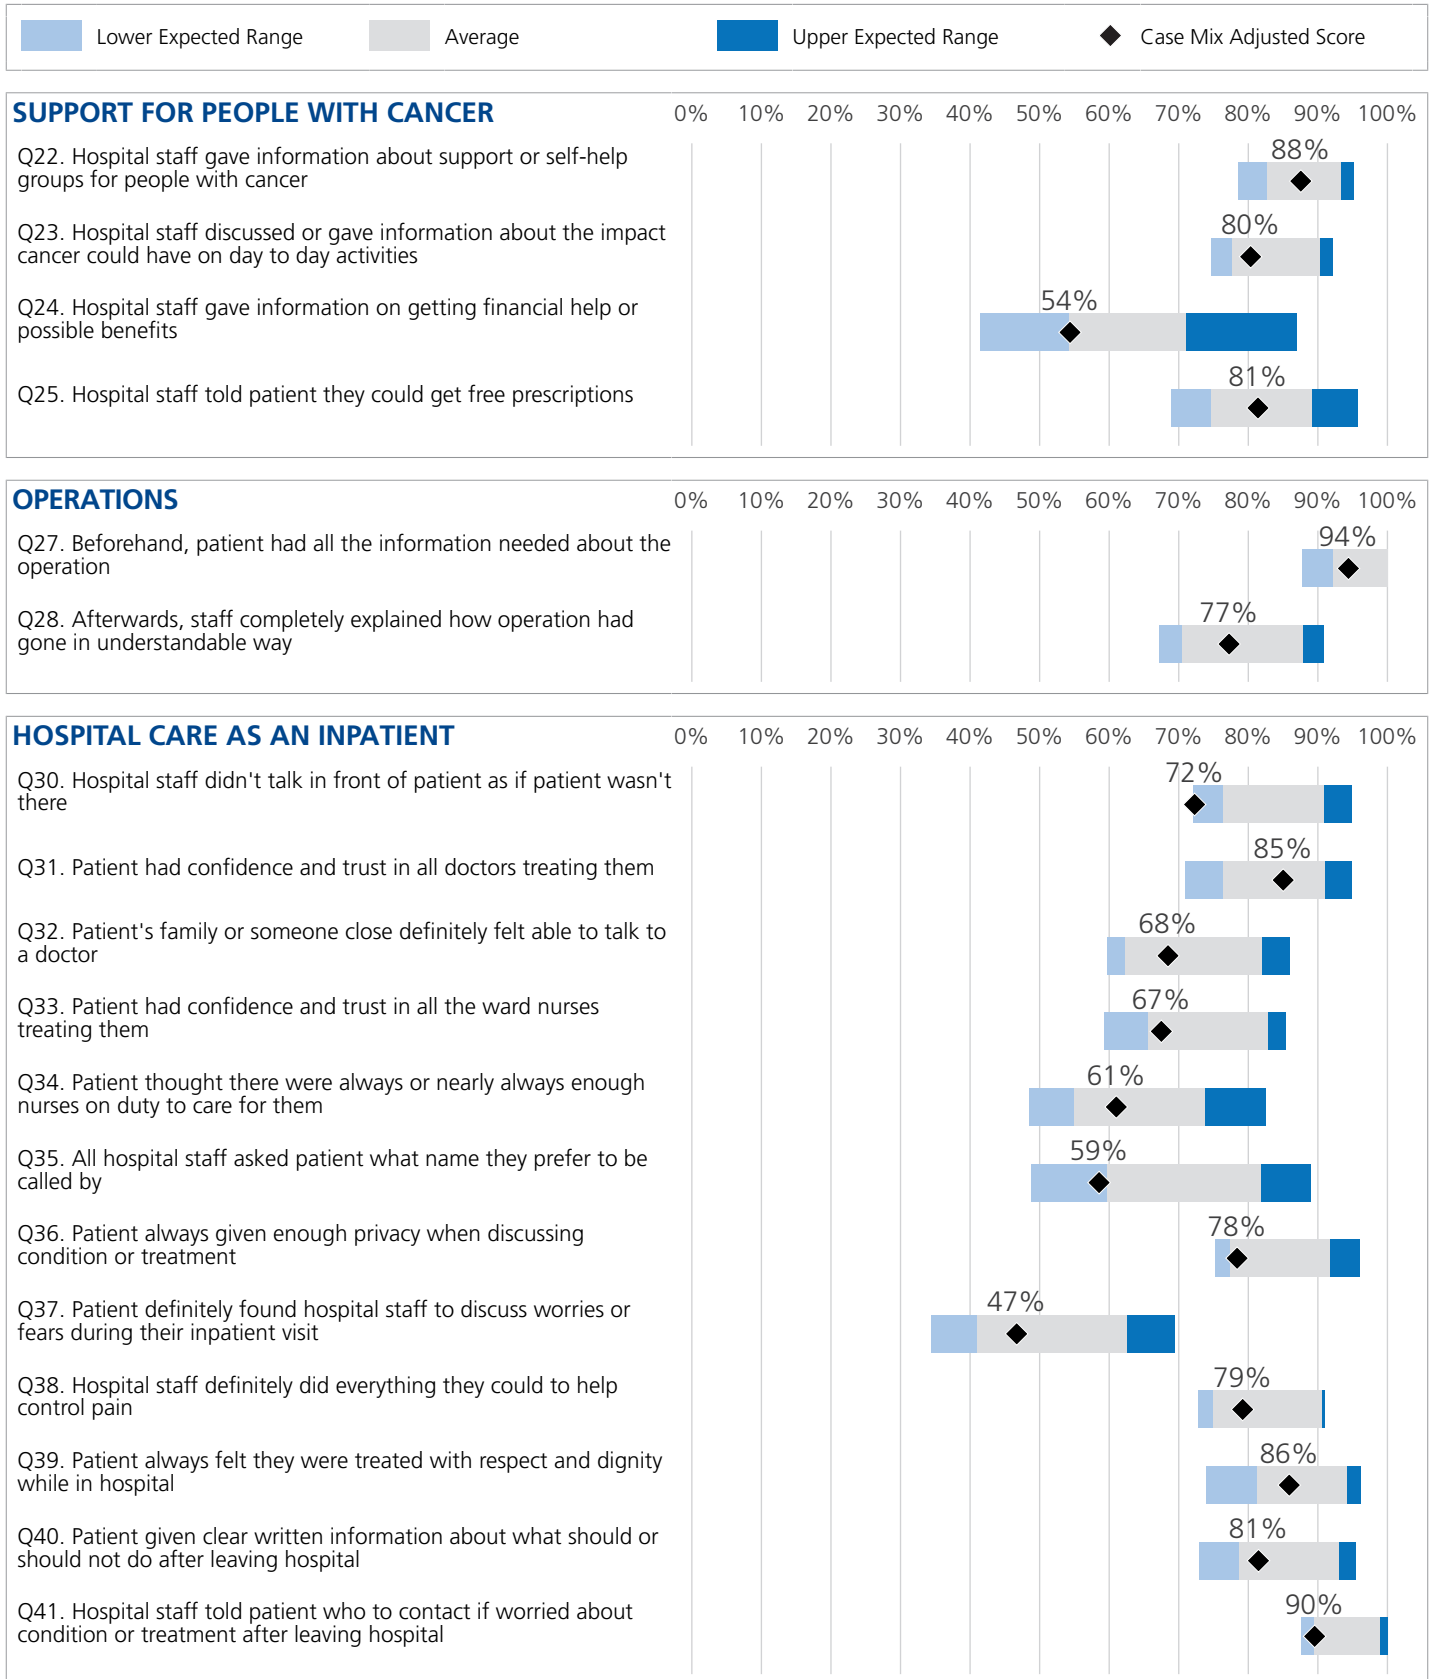 Lower Expected Range Average Upper Expected Range Case Mix Adjusted Score
SUPPORT FOR PEOPLE WITH CANCER 0% 10% 20% 30% 40% 50% 60% 70% 80% 90% 100%
Q22. Hospital staff gave information about support or self-help
groups for people with cancer
88%
Q23. Hospital staff discussed or gave information about the impact
cancer could have on day to day activities
80%
Q24. Hospital staff gave information on getting financial help or
possible benefits
54%
Q25. Hospital staff told patient they could get free prescriptions
81%
OPERATIONS 0% 10% 20% 30% 40% 50% 60% 70% 80% 90% 100%
Q27. Beforehand, patient had all the information needed about the
operation
94%
Q28. Afterwards, staff completely explained how operation had
gone in understandable way
77%
HOSPITAL CARE AS AN INPATIENT 0% 10% 20% 30% 40% 50% 60% 70% 80% 90% 100%
Q30. Hospital staff didn't talk in front of patient as if patient wasn't
there
72%
Q31. Patient had confidence and trust in all doctors treating them
85%
Q32. Patient's family or someone close definitely felt able to talk to
a doctor
68%
Q33. Patient had confidence and trust in all the ward nurses
treating them
67%
Q34. Patient thought there were always or nearly always enough
nurses on duty to care for them
61%
Q35. All hospital staff asked patient what name they prefer to be
called by
59%
Q36. Patient always given enough privacy when discussing
condition or treatment
78%
Q37. Patient definitely found hospital staff to discuss worries or
fears during their inpatient visit
47%
Q38. Hospital staff definitely did everything they could to help
control pain
79%
Q39. Patient always felt they were treated with respect and dignity
while in hospital
86%
Q40. Patient given clear written information about what should or
should not do after leaving hospital
81%
Q41. Hospital staff told patient who to contact if worried about
condition or treatment after leaving hospital
90%